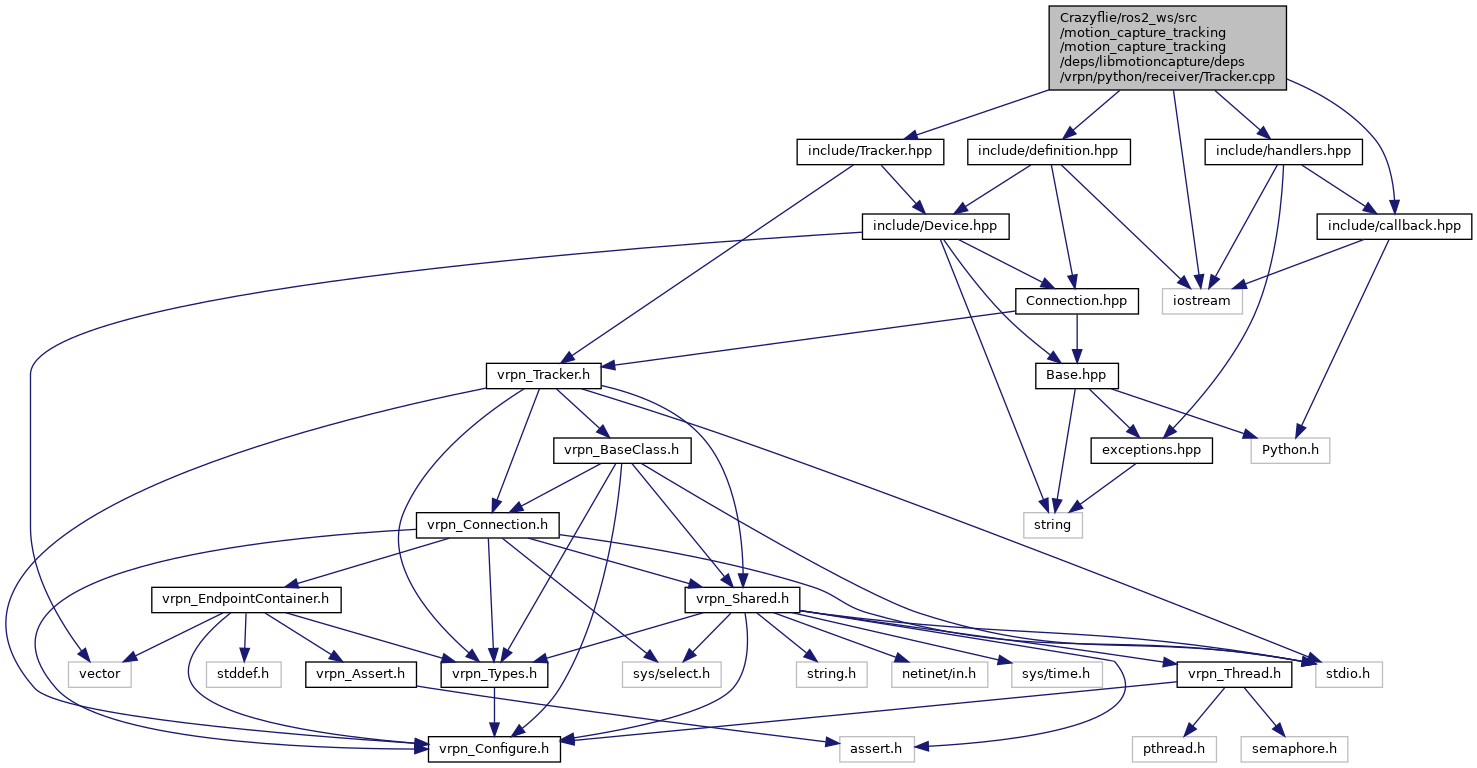 Crazyflie/ros2_ws/src
/motion_capture_tracking
/motion_capture_tracking
/deps/libmotioncapture/deps
/vrpn/python/receiver/Tracker.cpp
include/Tracker.hpp
include/definition.hpp
include/handlers.hpp
include/Device.hpp
include/callback.hpp
Connection.hpp
iostream
vrpn_Tracker.h
Base.hpp
vrpn_BaseClass.h
exceptions.hpp
Python.h
vrpn_Connection.h
string
vrpn_EndpointContainer.h
vrpn_Shared.h
vector
stddef.h
vrpn_Assert.h
vrpn_Types.h
sys/select.h
string.h
netinet/in.h
sys/time.h
vrpn_Thread.h
stdio.h
vrpn_Configure.h
assert.h
pthread.h
semaphore.h